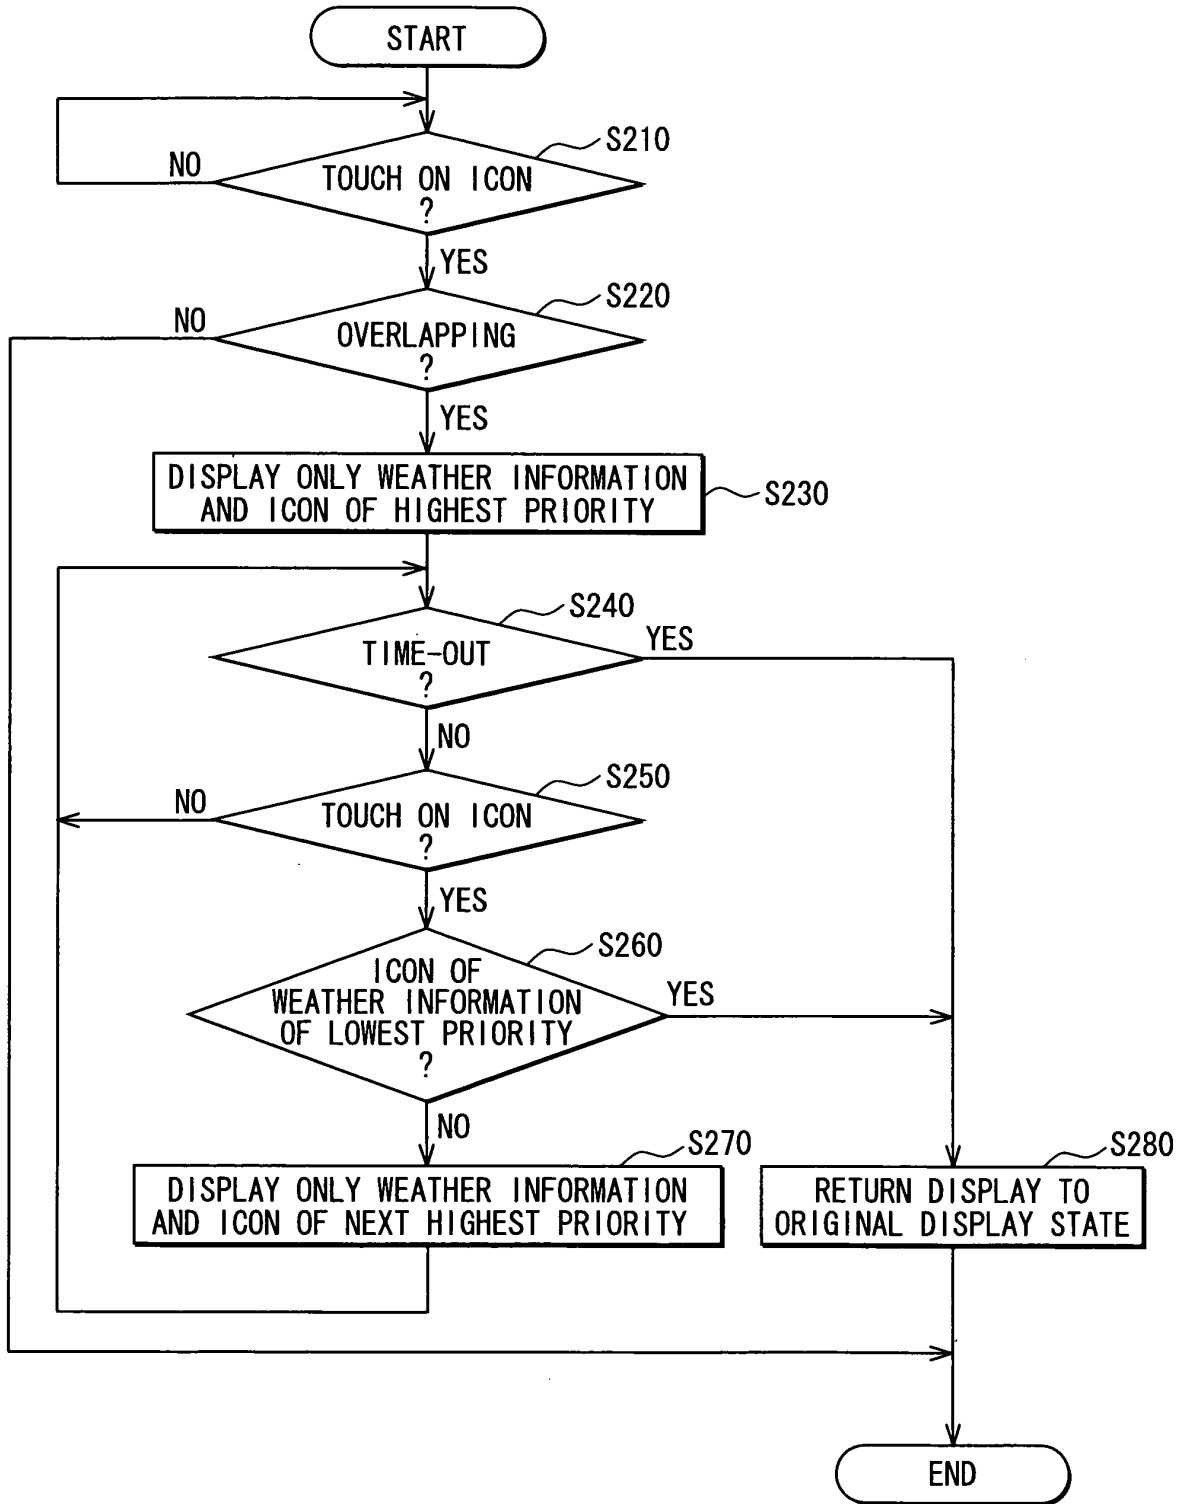 START
S210
NO
TOUCH ON ICON
?
YES
S220
NO
OVERLAPPING
?
YES
DISPLAY ONLY WEATHER INFORMATION
AND ICON OF HIGHEST PRIORITY
S230
S240
TIME-OUT
?
YES
NO
S250
NO
TOUCH ON ICON
?
YES
S260
ICON OF
WEATHER INFORMATION
OF LOWEST PRIORITY
?
YES
NO
S270
DISPLAY ONLY WEATHER INFORMATION
AND ICON OF NEXT HIGHEST PRIORITY
S280
RETURN DISPLAY TO
ORIGINAL DISPLAY STATE
END